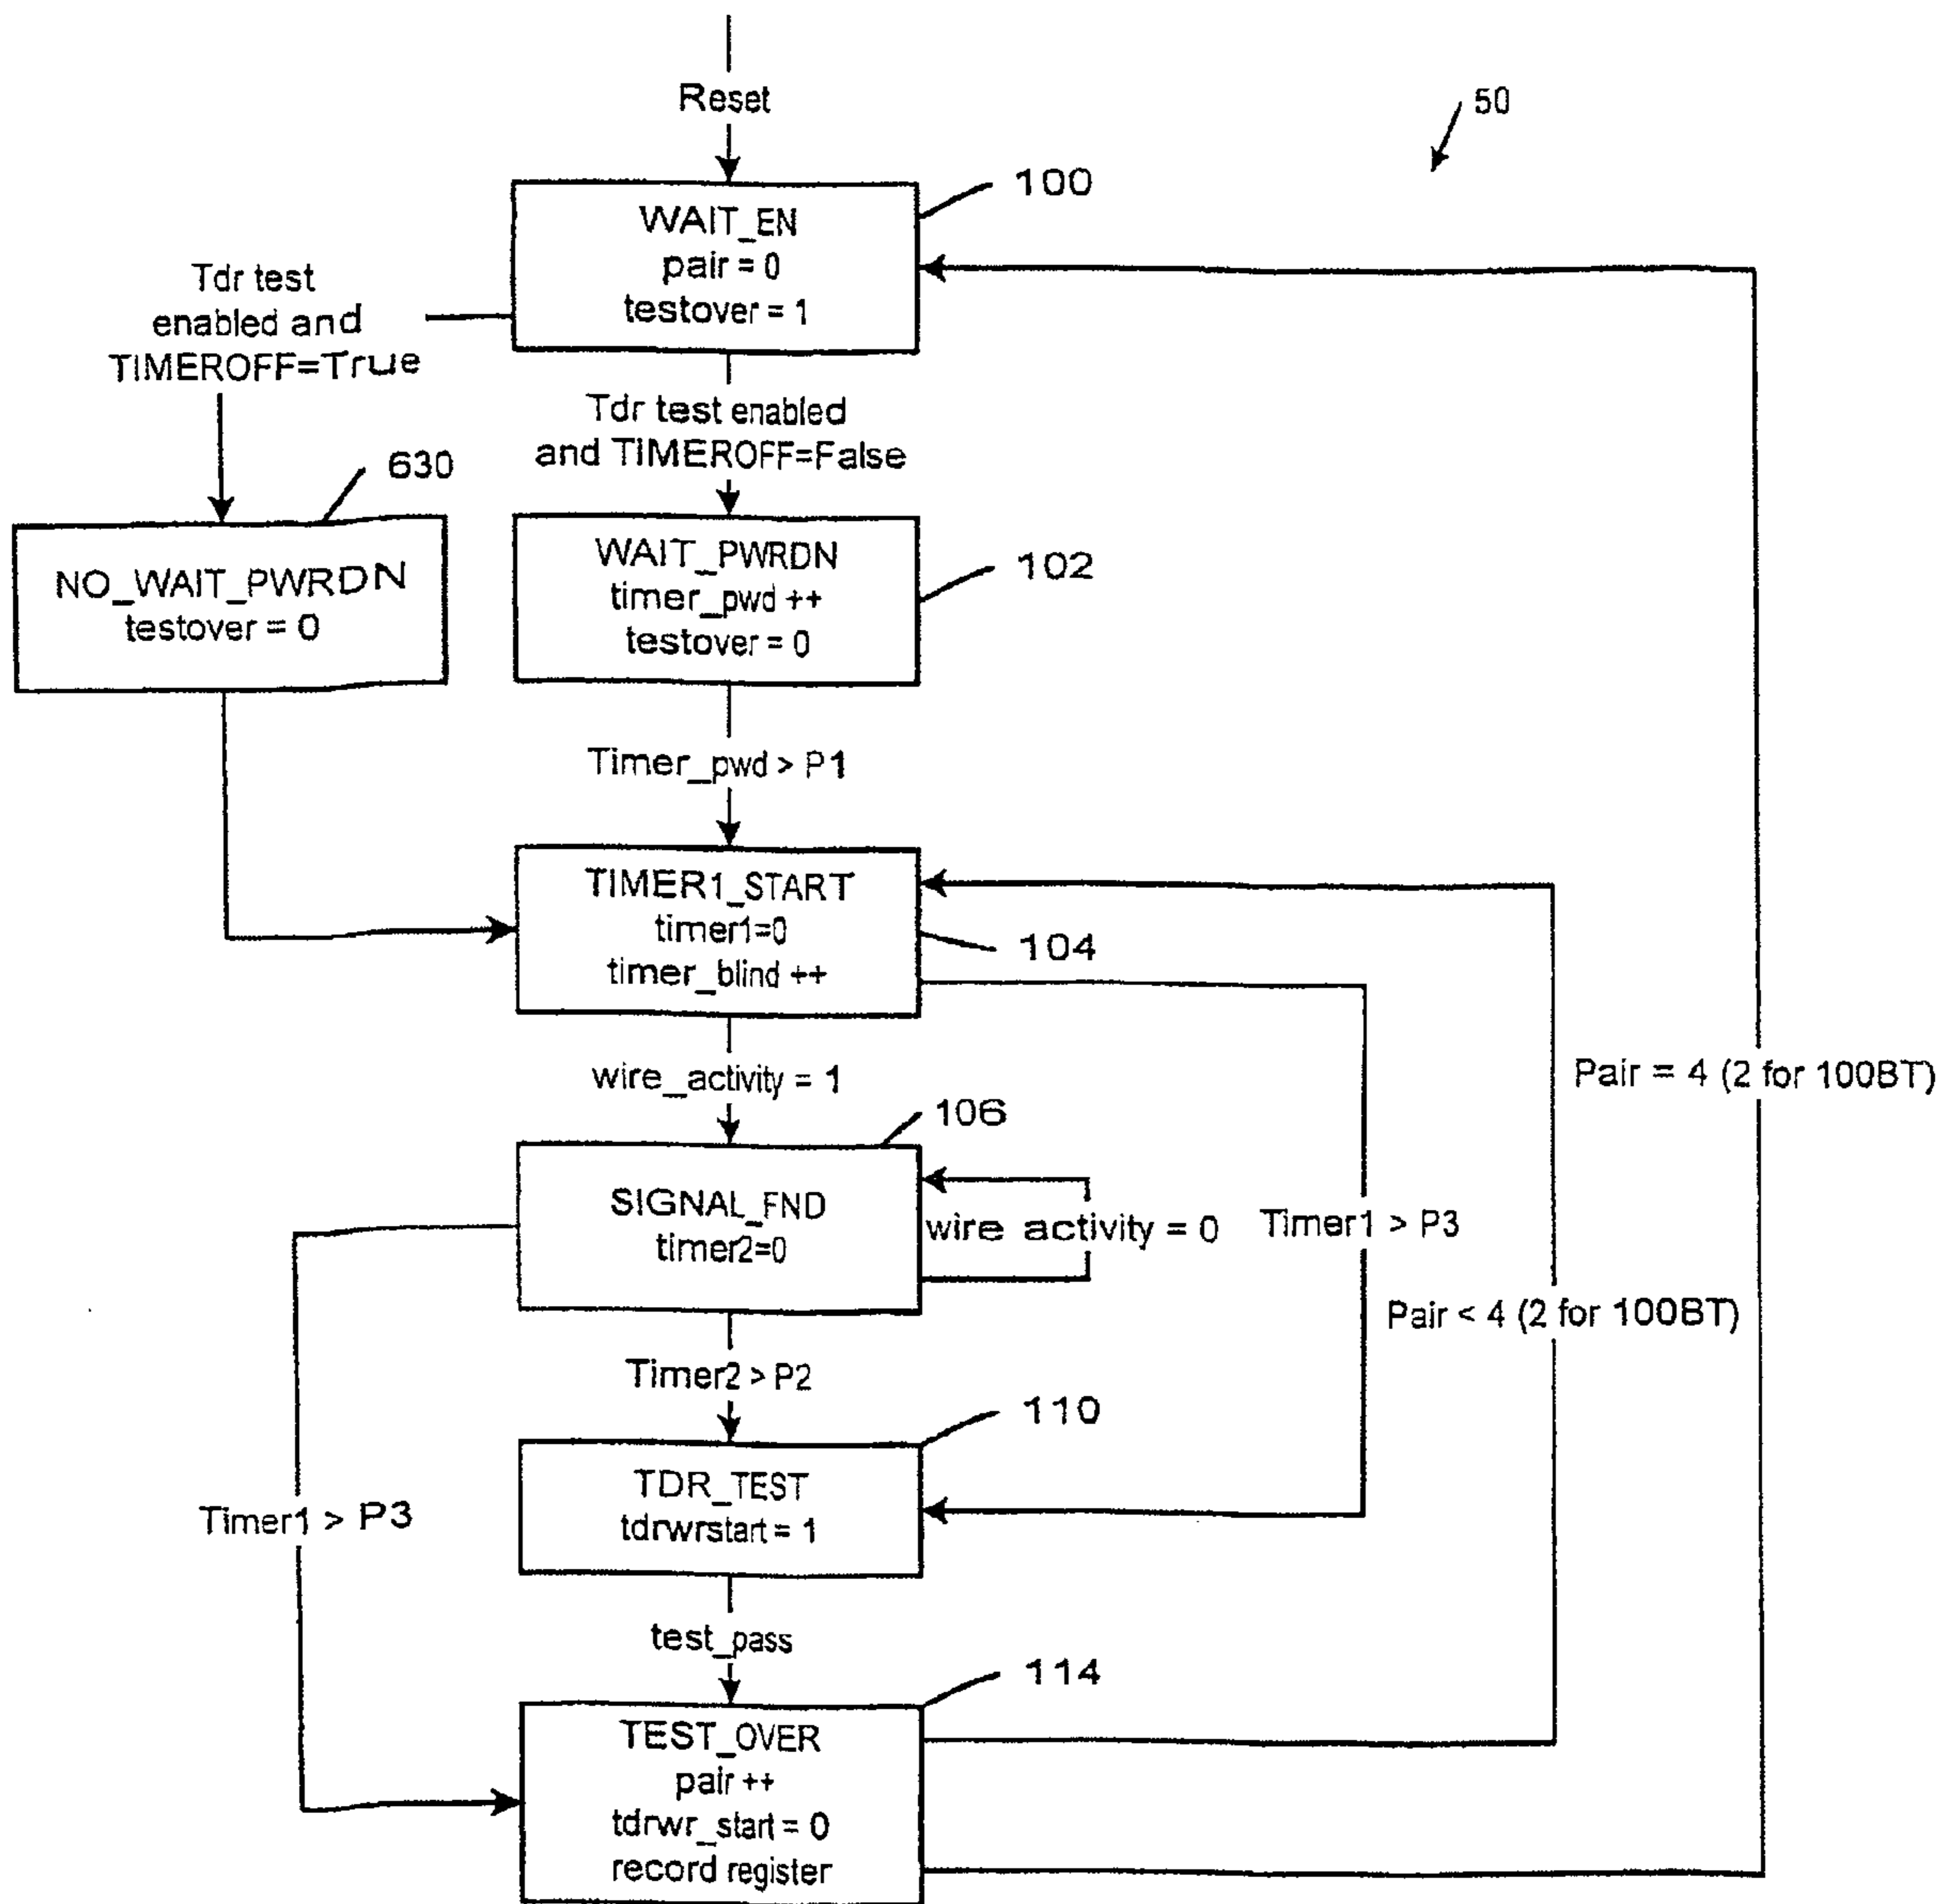 Reset
50
100
WAIT_EN
pair = 0
testover = 1
Tdr test
enabled and
TIMEROFF=True
Tdr test enabled
and TIMEROFF=False
630
NO_WAIT_PWRDN
testover = 0
WAIT_PWRDN
timer_pwd ++
testover = 0
102
Timer_pwd > P1
TIMER1_START
timer1=0
timer_blind ++
104
wire_activity = 1
Pair = 4 (2 for 100BT)
106
SIGNAL_FND
timer2=0
wire activity = 0
Timer1 > P3
Pair < 4 (2 for 100BT)
Timer2 > P2
110
TDR_TEST
tdrwrstart = 1
Timer1 > P3
test_pass
114
TEST_OVER
pair ++
tdrwr_start = 0
record register